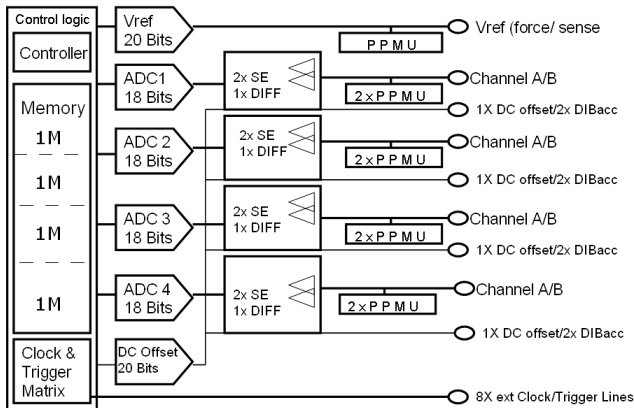 Control logic
Controller
Memory
1M
1M
1M
1M
Clock &
Trigger
Matrix
Vref
20 Bits
ADC1
18 Bits
ADC 2
18 Bits
ADC 3
18 Bits
ADC 4
18 Bits
DC Offset
20 Bits
2x SE
1x DIFF
2x SE
1x DIFF
2x SE
1x DIFF
2x SE
1x DIFF
PPMU
Vref (force/ sense
2xPPMU
Channel A/B
1X DC offset/2x DIBacc
2xPPMU
Channel A/B
1X DC offset/2x DIBacc
2xPPMU
Channel A/B
1X DC offset/2x DIBacc
2xPPMU
Channel A/B
1X DC offset/2x DIBacc
8X ext Clock/Trigger Lines